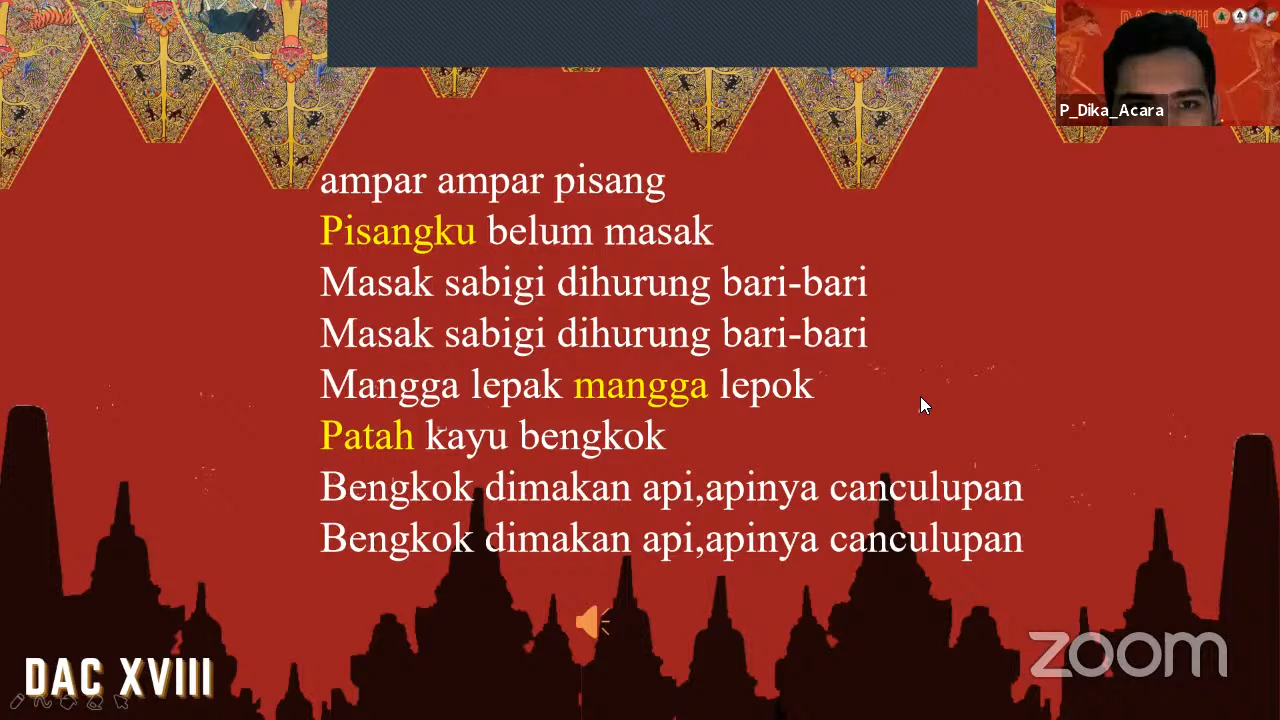 P_Dika_Acara
ampar ampar pisang
Pisangku belum masak
Masak sabigi dihurung bari-bari
Masak sabigi dihurung bari-bari
Mangga lepak mangga lepok
Patah kayu bengkok
Bengkok dimakan api,apinya canculupan
Bengkok dimakan api,apinya canculupan
DAC XVIII
zoom